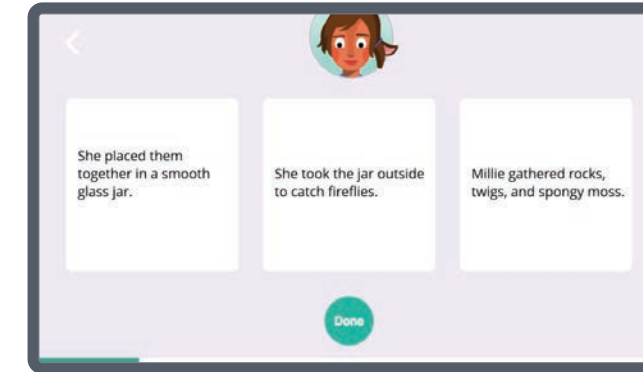 She placed them
together in a smooth
glass jar.
She took the jar outside
to catch fireflies.
Millie gathered rocks,
twigs, and spongy moss.
Done